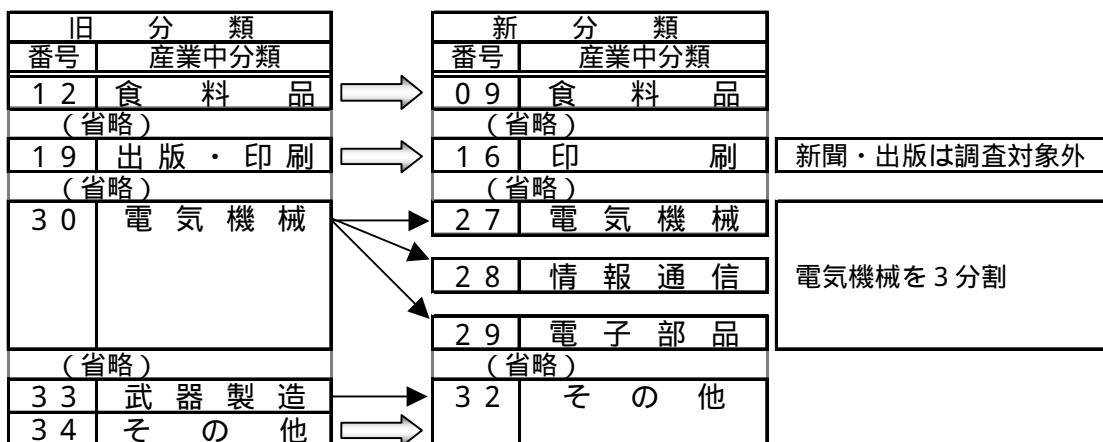 旧 分 類 新 分 類
番号 産業中分類 番号 産業中分類
12 食料品 09 食料品
(省略) (省略)
19 出版・印刷 16 印刷 新聞・出版は調査対象外
(省略) (省略)
30 電気機械 27 電気機械
28 情報通信 電気機械を3分割
29 電子部品
(省略) (省略)
33 武器製造 32 その他
34 その他